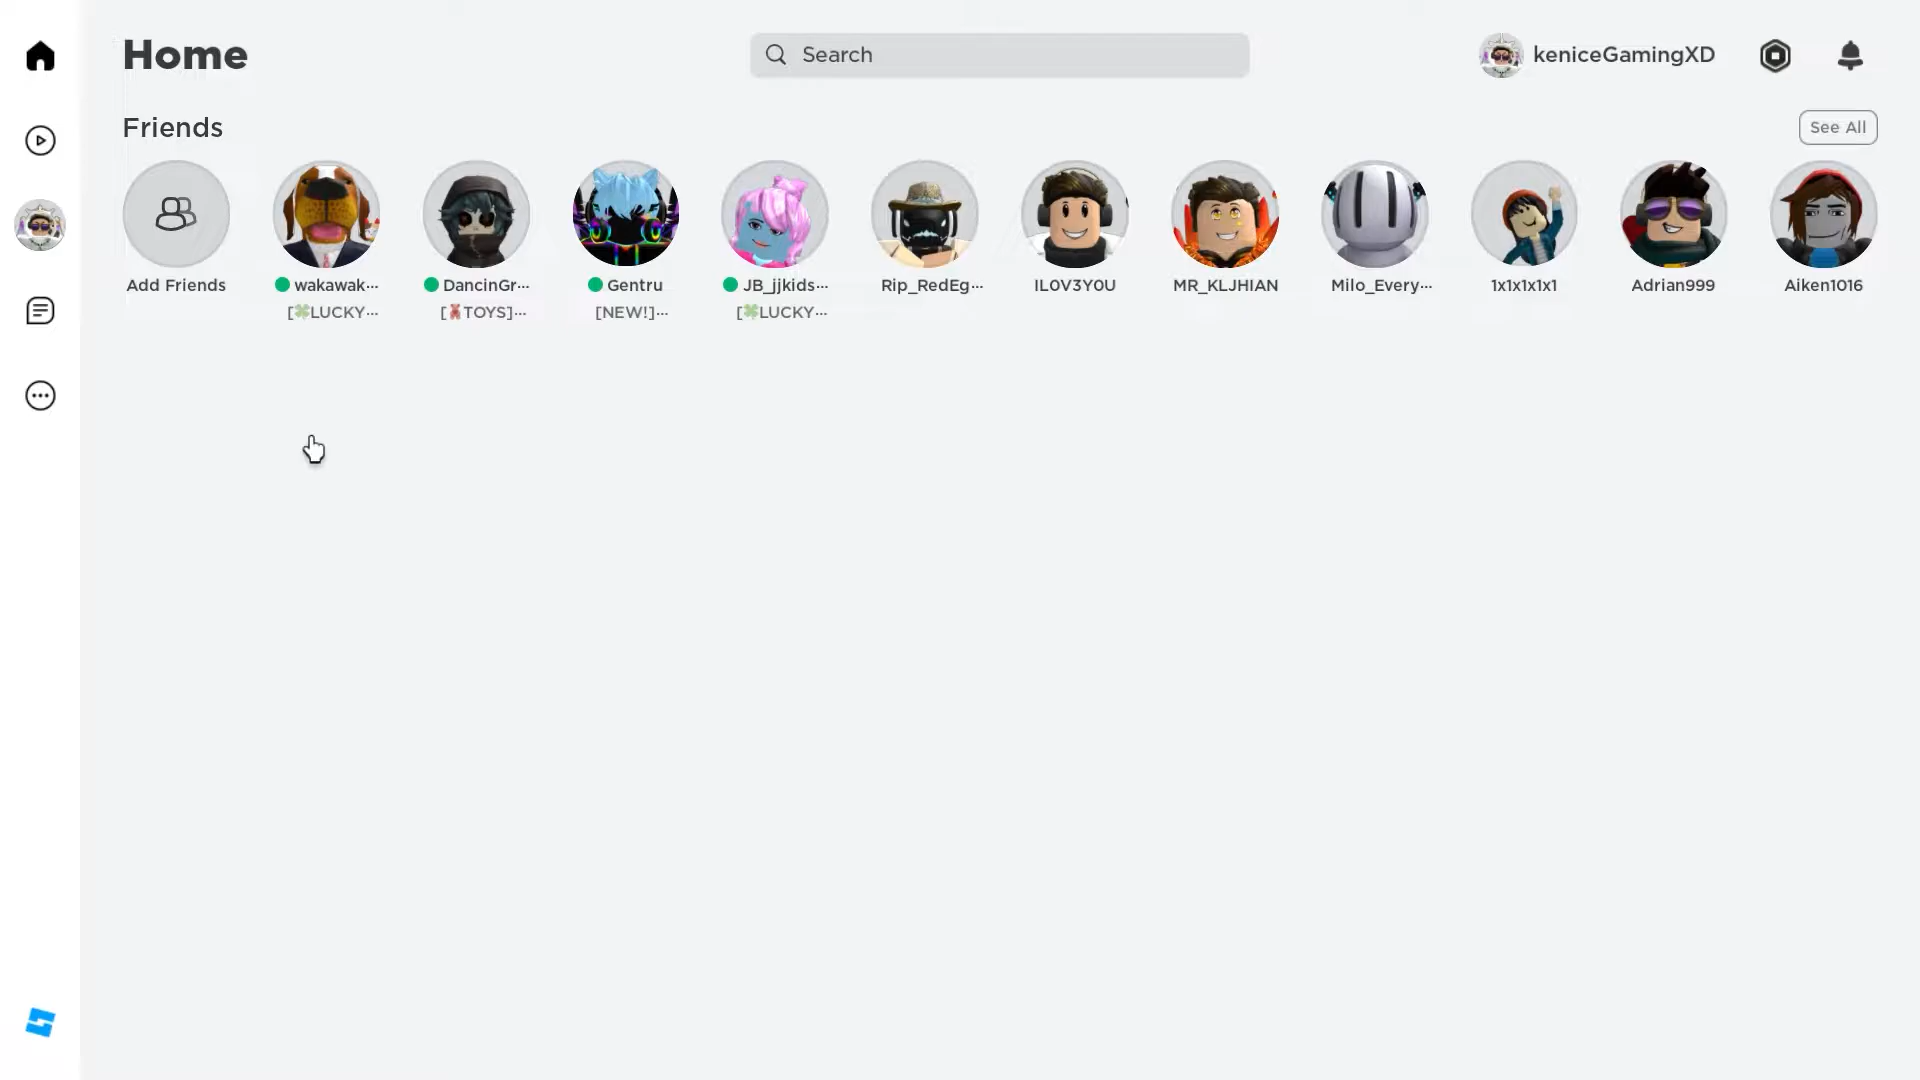 Home
Search
keniceGamingXD
Friends
See All
Add Friends
wakawak...
DancinGr...
Gentru
JB_jjkids...
Rip_RedEg...
IL0V3Y0U
MR_KLJHIAN
Milo_Every...
1x1x1x1x1
Adrian999
Aiken1016
[🍀LUCKY...
[🧸TOYS]...
[NEW!]...
[🍀LUCKY...